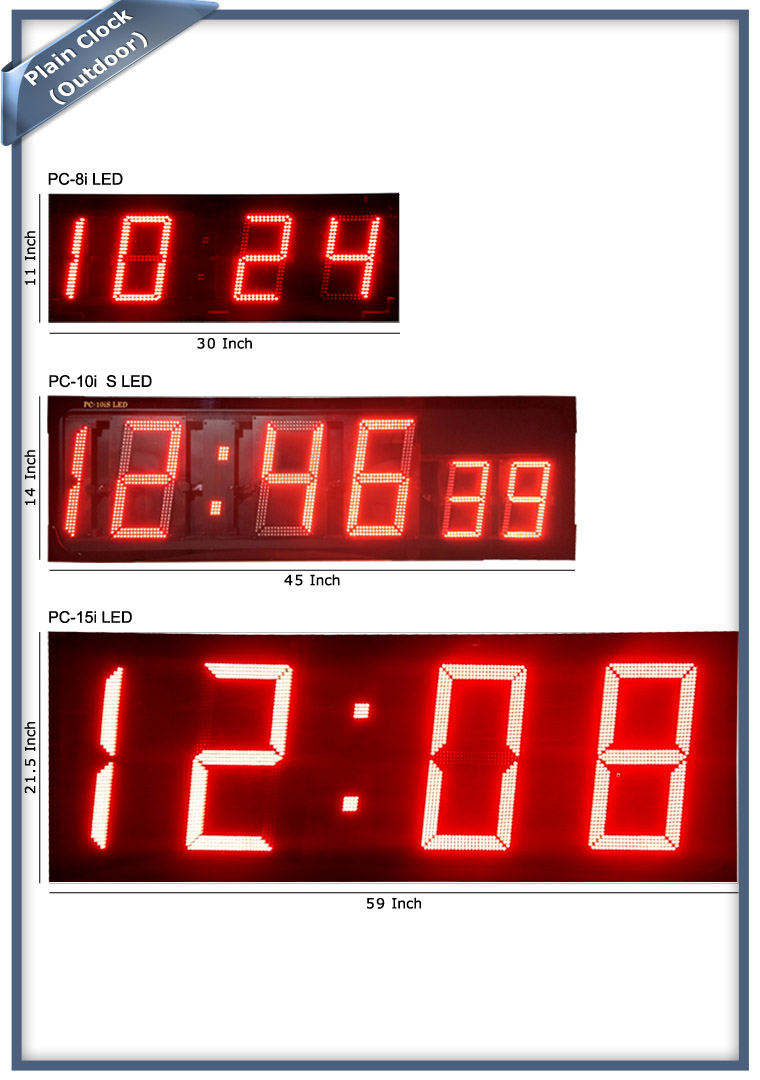 Plain Clock
(Outdoor)
PC-8i LED
11 Inch
10 24
30 Inch
PC-10i S LED
PC-10iS LED
14 Inch
12:46 39
45 Inch
PC-15i LED
21.5 Inch
12:08
59 Inch